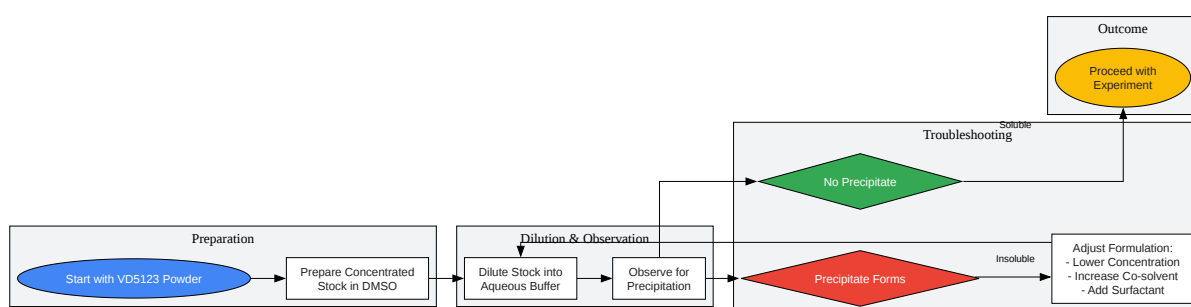 Preparation
Start with VD5123 Powder
Prepare Concentrated
Stock in DMSO
Dilution & Observation
Dilute Stock into
Aqueous Buffer
Observe for
Precipitation
Troubleshooting
No Precipitate
Soluble
Precipitate Forms
Insoluble
Adjust Formulation:
- Lower Concentration
- Increase Co-solvent
- Add Surfactant
Outcome
Proceed with
Experiment